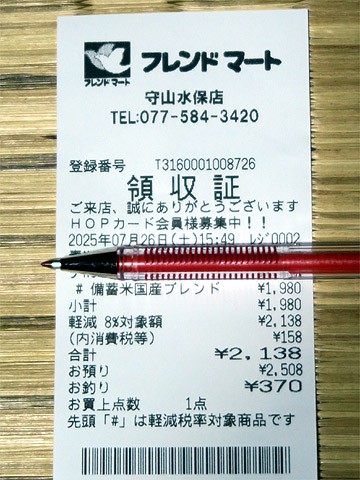 フレンドマート
フレンドマート
守山水保店
TEL:077-584-3420
登録番号 T3160001008726
領収証
ご来店、誠にありがとうございます
HOPカード会員様募集中!!
2025年07月26日(土)15:49 レジ0002
# 備蓄米国産ブレンド ¥1,980
小計 ¥1,980
軽減 8%対象額 ¥2,138
(内消費税等) ¥158
合計 ¥2,138
お預り ¥2,508
お釣り ¥370
お買上点数 1点
先頭「#」は軽減税率対象商品です